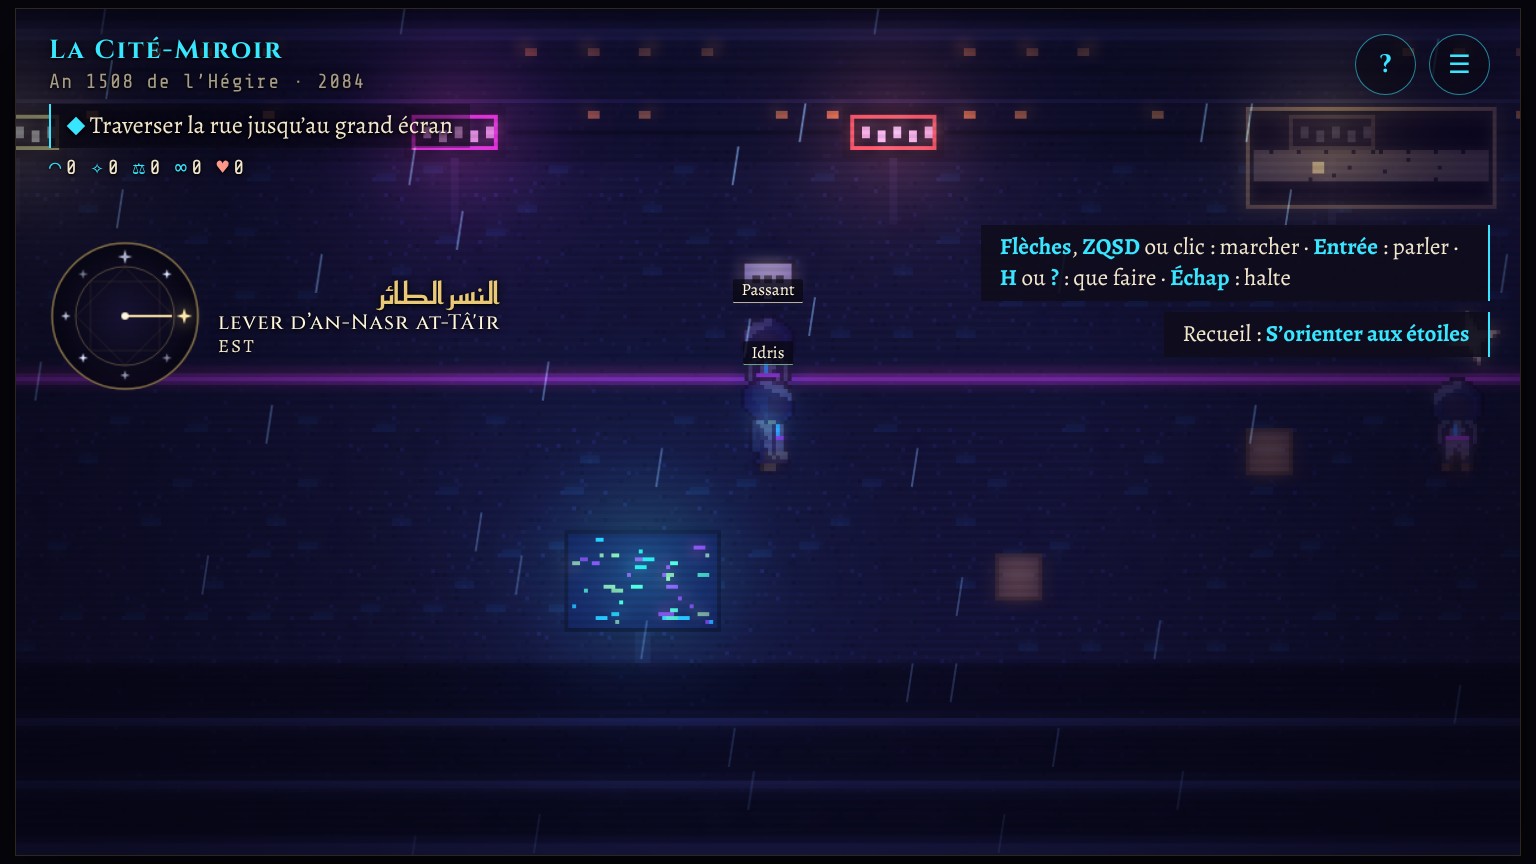 La Cité-Miroir
An 1508 de l’Hégire · 2084
◆ Traverser la rue jusqu’au grand écran
0 0 0 ∞ 0 ♥ 0
? ☰
Flèches, ZQSD ou clic : marcher · Entrée : parler ·
H ou ? : que faire · Échap : halte
Recueil : S’orienter aux étoiles
النسر الطائر
LEVER D’AN-NASR AT-TÂ’IR
EST
Passant
Idris